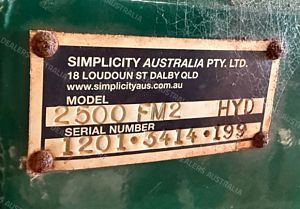 SIMPLICITY AUSTRALIA PTY. LTD.
18 LOUDOUN ST DALBY QLD
www.simplicityaus.com.au
MODEL
2500 FM2 HYD
SERIAL NUMBER
1201·5414·199